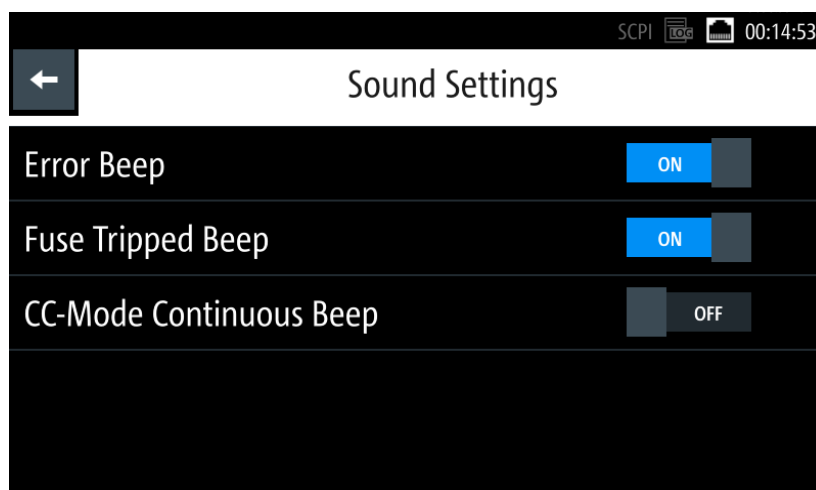 SCPI LOG 00:14:53
Sound Settings
Error Beep ON
Fuse Tripped Beep ON
CC-Mode Continuous Beep OFF